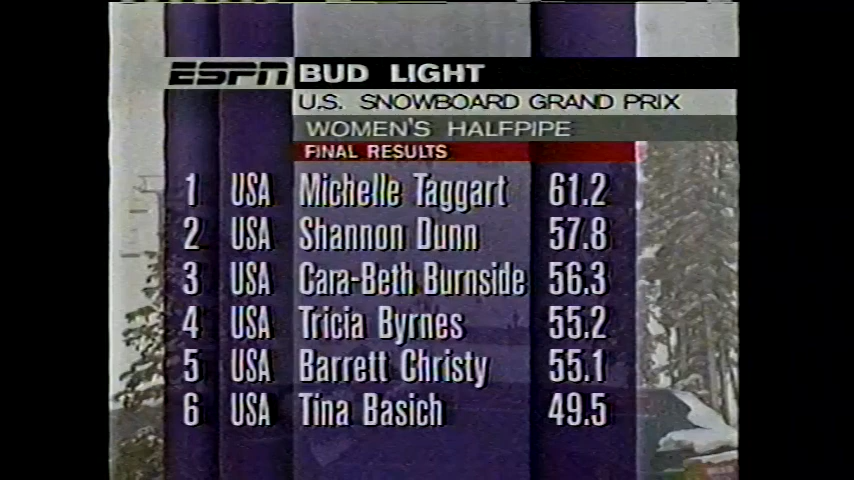 ESPN BUD LIGHT
U.S. SNOWBOARD GRAND PRIX
WOMEN'S HALFPIPE
FINAL RESULTS
1 USA Michelle Taggart 61.2
2 USA Shannon Dunn 57.8
3 USA Cara-Beth Burnside 56.3
4 USA Tricia Byrnes 55.2
5 USA Barrett Christy 55.1
6 USA Tina Basich 49.5